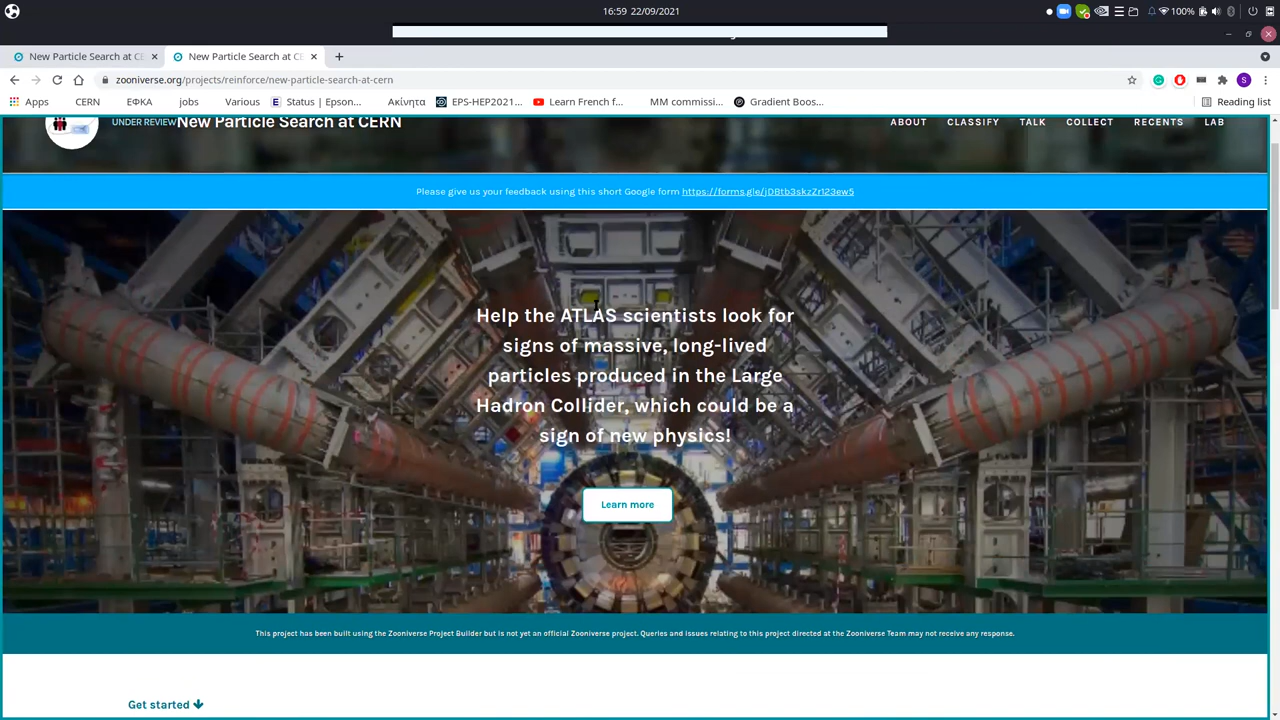 16:59 22/09/2021
100%
New Particle Search at CE
New Particle Search at CE
zooniverse.org/projects/reinforce/new-particle-search-at-cern
Apps CERN ΕΦΚΑ jobs Various Status | Epson... Ακίνητα EPS-HEP2021... Learn French f... MM commissi... Gradient Boos... Reading list
UNDER REVIEW New Particle Search at CERN ABOUT CLASSIFY TALK COLLECT RECENTS LAB
Please give us your feedback using this short Google form https://forms.gle/jDBtb3skzZr123ew5
Help the ATLAS scientists look for
signs of massive, long-lived
particles produced in the Large
Hadron Collider, which could be a
sign of new physics!
Learn more
This project has been built using the Zooniverse Project Builder but is not yet an official Zooniverse project. Queries and issues relating to this project directed at the Zooniverse Team may not receive any response.
Get started